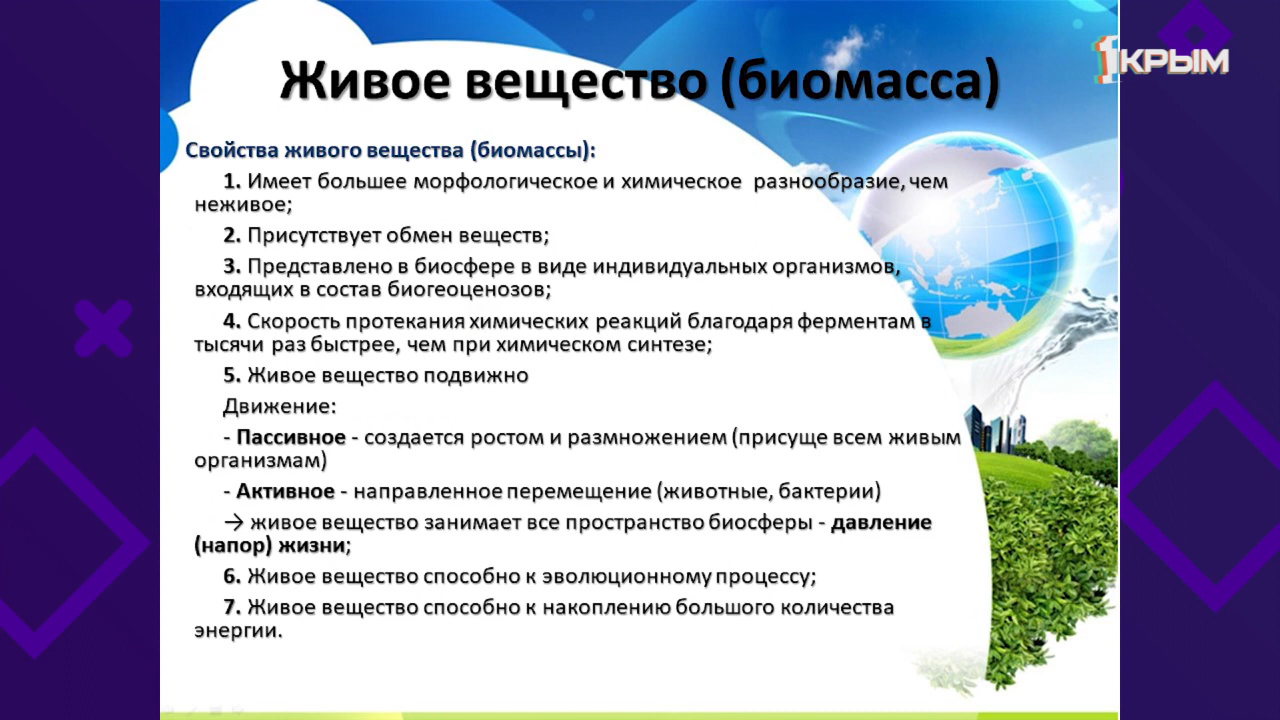 Живое вещество (биомасса)
1КРЫМ
Свойства живого вещества (биомассы):
1. Имеет большее морфологическое и химическое разнообразие, чем
неживое;
2. Присутствует обмен веществ;
3. Представлено в биосфере в виде индивидуальных организмов,
входящих в состав биогеоценозов;
4. Скорость протекания химических реакций благодаря ферментам в
тысячи раз быстрее, чем при химическом синтезе;
5. Живое вещество подвижно
Движение:
- Пассивное - создается ростом и размножением (присуще всем живым
организмам)
- Активное - направленное перемещение (животные, бактерии)
→ живое вещество занимает все пространство биосферы - давление
(напор) жизни;
6. Живое вещество способно к эволюционному процессу;
7. Живое вещество способно к накоплению большого количества
энергии.